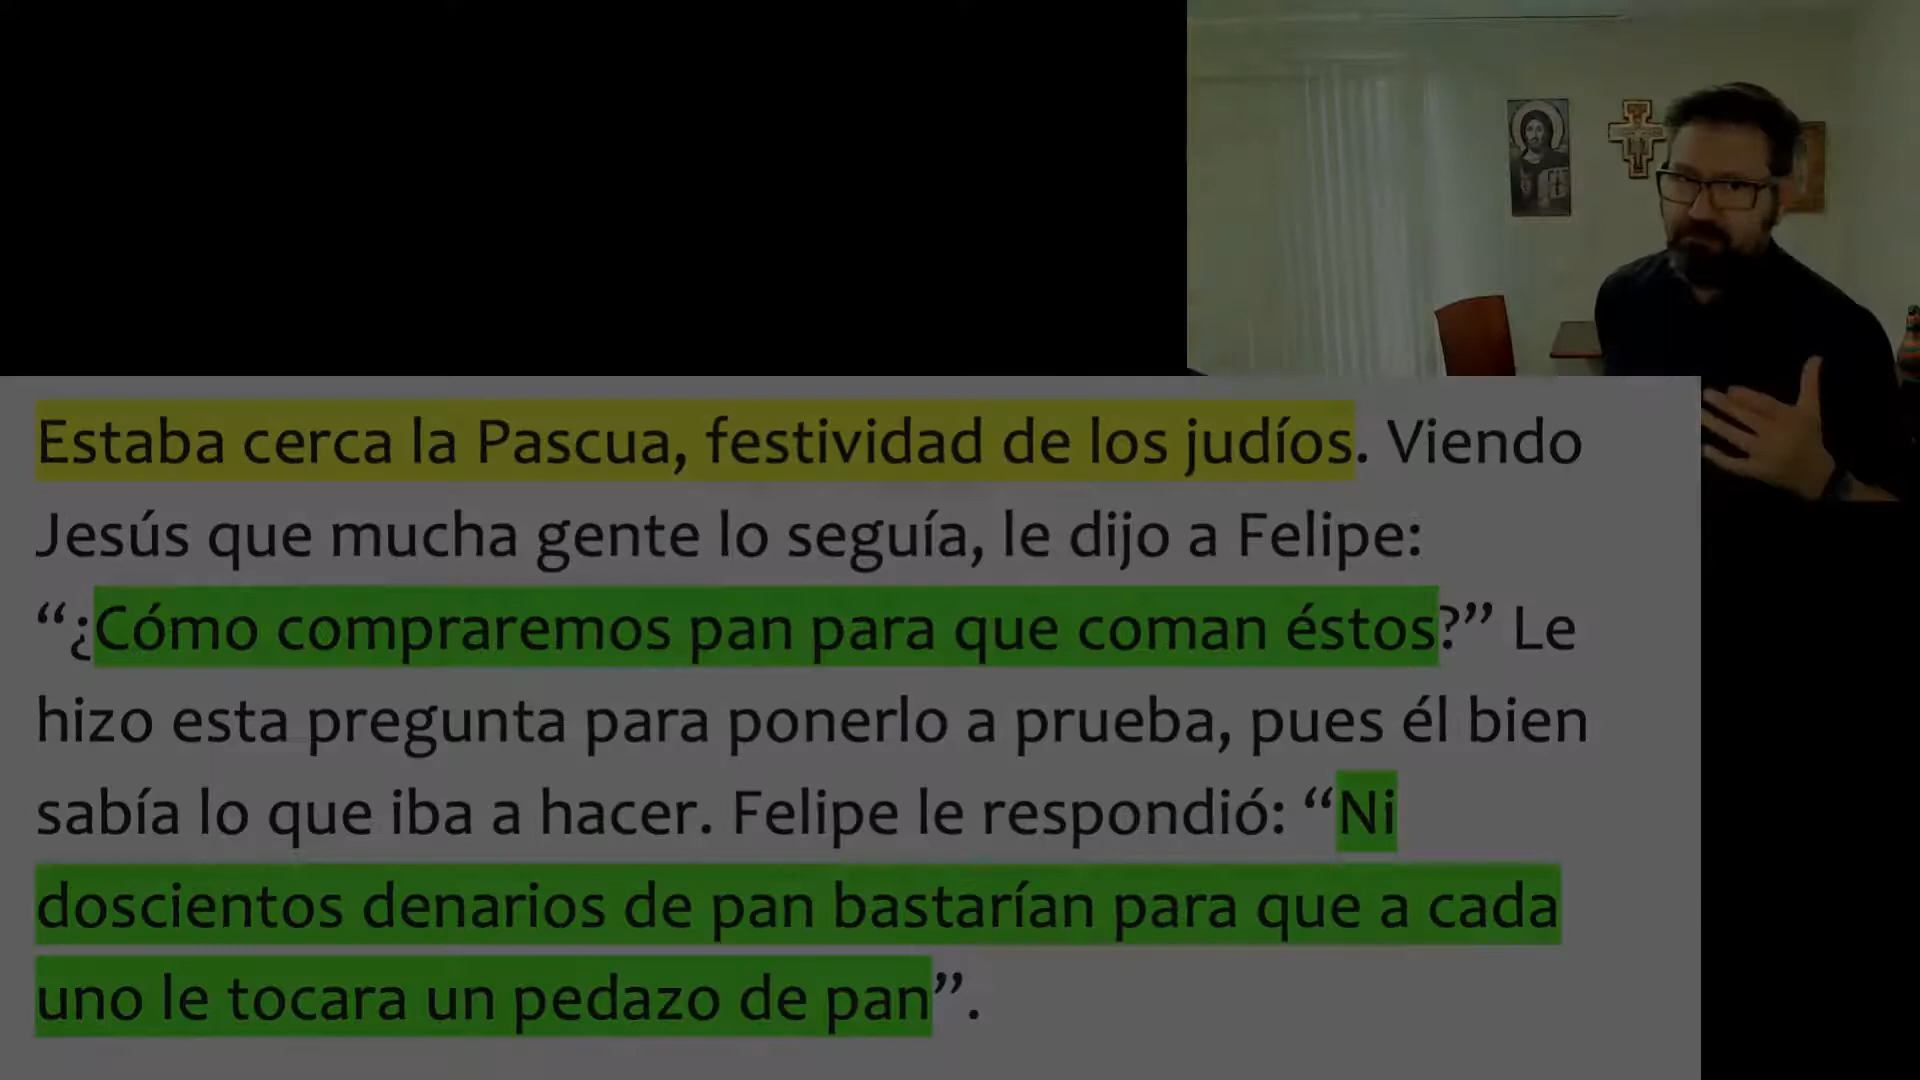 Estaba cerca la Pascua, festividad de los judíos. Viendo
Jesús que mucha gente lo seguía, le dijo a Felipe:
“¿Cómo compraremos pan para que coman éstos?” Le
hizo esta pregunta para ponerlo a prueba, pues él bien
sabía lo que iba a hacer. Felipe le respondió: “Ni
doscientos denarios de pan bastarían para que a cada
uno le tocara un pedazo de pan”.